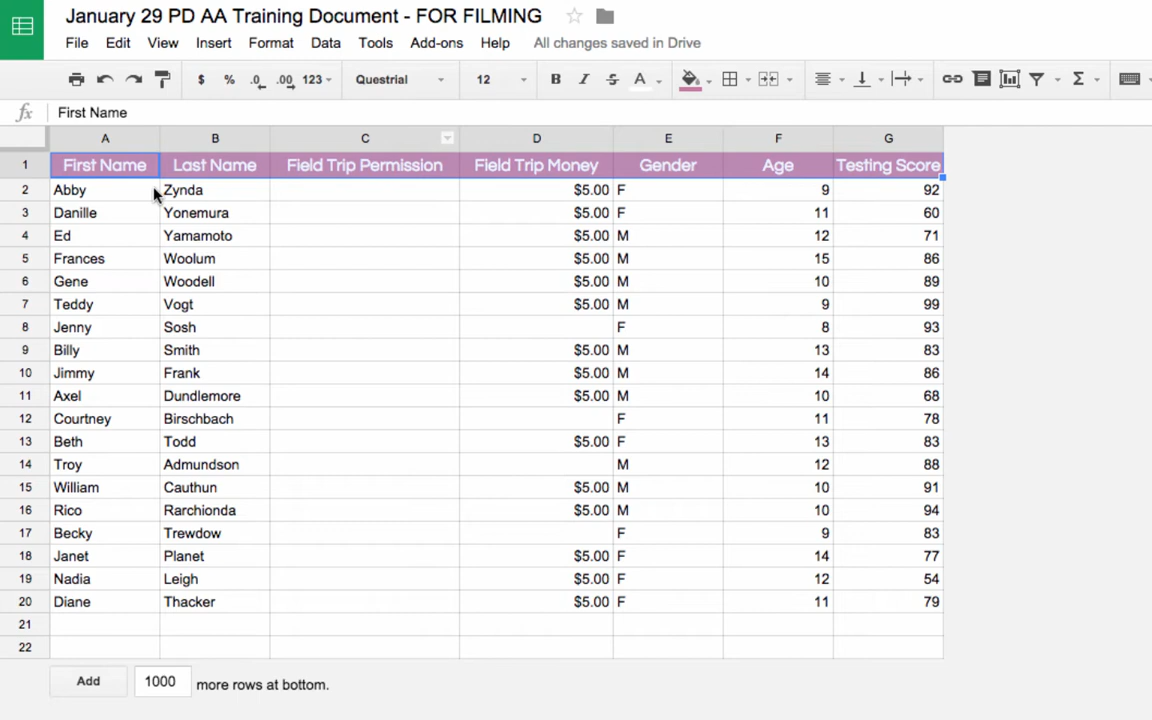 January 29 PD AA Training Document - FOR FILMING
File Edit View Insert Format Data Tools Add-ons Help All changes saved in Drive
$ % .0 .00 123 Questrial 12 B I S A Σ
fx First Name
A B C D E F G
1 First Name Last Name Field Trip Permission Field Trip Money Gender Age Testing Score
2 Abby Zynda $5.00 F 9 92
3 Danille Yonemura $5.00 F 11 60
4 Ed Yamamoto $5.00 M 12 71
5 Frances Woolum $5.00 M 15 86
6 Gene Woodell $5.00 M 10 89
7 Teddy Vogt $5.00 M 9 99
8 Jenny Sosh F 8 93
9 Billy Smith $5.00 M 13 83
10 Jimmy Frank $5.00 M 14 86
11 Axel Dundlemore $5.00 M 10 68
12 Courtney Birschbach F 11 78
13 Beth Todd $5.00 F 13 83
14 Troy Admundson M 12 88
15 William Cauthun $5.00 M 10 91
16 Rico Rarchionda $5.00 M 10 94
17 Becky Trewdow F 9 83
18 Janet Planet $5.00 F 14 77
19 Nadia Leigh $5.00 F 12 54
20 Diane Thacker $5.00 F 11 79
21
22
Add 1000 more rows at bottom.